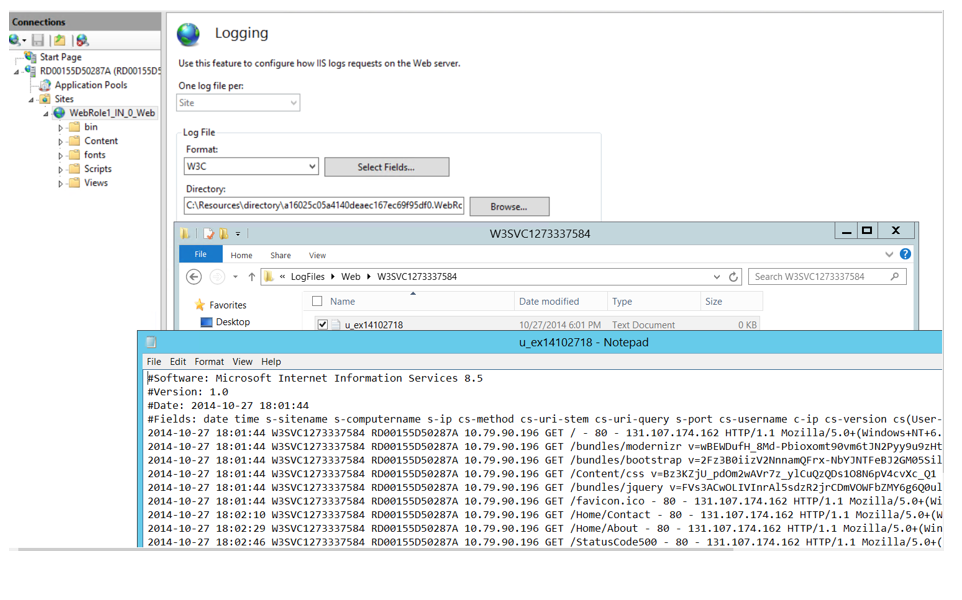 Connections
Logging
Start Page
RD00155D50287A (RD00155D5
Application Pools
Sites
WebRole1_IN_0_Web
bin
Content
fonts
Scripts
Views
Use this feature to configure how IIS logs requests on the Web server.
One log file per:
Site
Log File
Format:
W3C
Select Fields...
Directory:
C:\Resources\directory\a16025c05a4140deaec167ec69f95df0.WebRc
Browse...
W3SVC1273337584
File Home Share View
« LogFiles Web W3SVC1273337584
Search W3SVC1273337584
Favorites
Desktop
Name Date modified Type Size
u_ex14102718 10/27/2014 6:01 PM Text Document 0 KB
u_ex14102718 - Notepad
File Edit Format View Help
#Software: Microsoft Internet Information Services 8.5
#Version: 1.0
#Date: 2014-10-27 18:01:44
#Fields: date time s-sitename s-computername s-ip cs-method cs-uri-stem cs-uri-query s-port cs-username c-ip cs-version cs(User-
2014-10-27 18:01:44 W3SVC1273337584 RD00155D50287A 10.79.90.196 GET / - 80 - 131.107.174.162 HTTP/1.1 Mozilla/5.0+(Windows+NT+6.
2014-10-27 18:01:44 W3SVC1273337584 RD00155D50287A 10.79.90.196 GET /bundles/modernizr v=wBEWDufH_8Md-Pbioxomt90vm6tJN2Pyy9u9zHt
2014-10-27 18:01:44 W3SVC1273337584 RD00155D50287A 10.79.90.196 GET /bundles/bootstrap v=2Fz3B0iizV2NnnamQFrx-NbYJNTFeBJ2GM05Sil
2014-10-27 18:01:44 W3SVC1273337584 RD00155D50287A 10.79.90.196 GET /Content/css v=Bz3KZjU_pdOm2wAVr7z_ylCuQzQDs1O8N6pV4cvXc_Q1
2014-10-27 18:01:44 W3SVC1273337584 RD00155D50287A 10.79.90.196 GET /bundles/jquery v=FVs3ACwOLIVInrAl5sdzR2jrCDmVOWFbZMY6g6Q0ul
2014-10-27 18:01:44 W3SVC1273337584 RD00155D50287A 10.79.90.196 GET /favicon.ico - 80 - 131.107.174.162 HTTP/1.1 Mozilla/5.0+(Wi
2014-10-27 18:02:10 W3SVC1273337584 RD00155D50287A 10.79.90.196 GET /Home/Contact - 80 - 131.107.174.162 HTTP/1.1 Mozilla/5.0+(W
2014-10-27 18:02:29 W3SVC1273337584 RD00155D50287A 10.79.90.196 GET /Home/About - 80 - 131.107.174.162 HTTP/1.1 Mozilla/5.0+(Win
2014-10-27 18:02:46 W3SVC1273337584 RD00155D50287A 10.79.90.196 GET /StatusCode500 - 80 - 131.107.174.162 HTTP/1.1 Mozilla/5.0+(